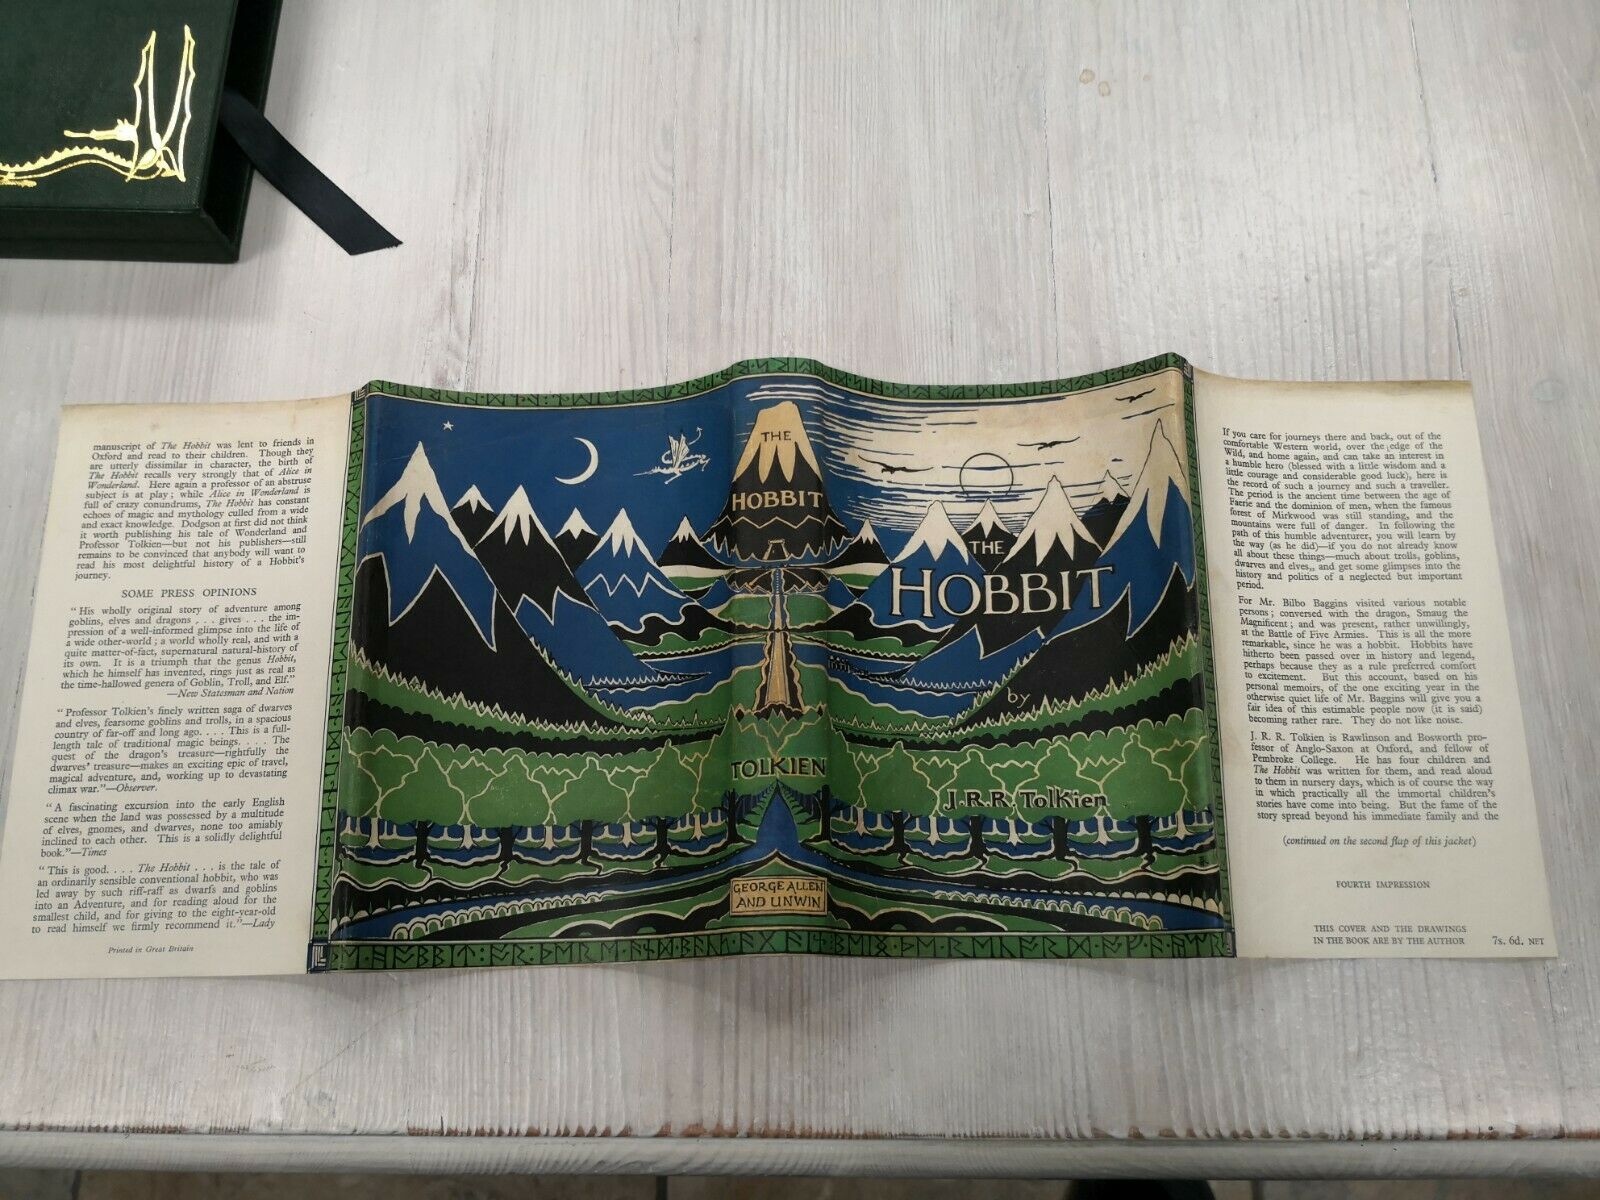 manuscript of The Hobbit was lent to friends in
Oxford and read to their children. Though they
are utterly dissimilar in character, the birth of
The Hobbit recalls very strongly that of Alice in
Wonderland. Here again a professor of an abstruse
subject is at play; while Alice in Wonderland is
full of crazy conundrums, The Hobbit has constant
echoes of magic and mythology culled from a wide
and exact knowledge. Dodgson at first did not think
it worth publishing his tale of Wonderland and
Professor Tolkien—but not his publishers—still
remains to be convinced that anybody will want to
read his most delightful history of a Hobbit's
journey.
SOME PRESS OPINIONS
"His wholly original story of adventure among
goblins, elves and dragons . . . gives . . . the im-
pression of a well-informed glimpse into the life of
a wide other-world; a world wholly real, and with a
quite matter-of-fact, supernatural natural-history of
its own. It is a triumph that the genus Hobbit,
which he himself has invented, rings just as real as
the time-hallowed genera of Goblin, Troll, and Elf."
—New Statesman and Nation
"Professor Tolkien's finely written saga of dwarves
and elves, fearsome goblins and trolls, in a spacious
country of far-off and long ago. . . . This is a full-
length tale of traditional magic beings. . . . The
quest of the dragon's treasure—rightfully the
dwarves' treasure—makes an exciting epic of travel,
magical adventure, and, working up to devastating
climax war."—Observer.
"A fascinating excursion into the early English
scene when the land was possessed by a multitude
of elves, gnomes, and dwarves, none too amiably
inclined to each other. This is a solidly delightful
book."—Times
"This is good. . . . The Hobbit . . . is the tale of
an ordinarily sensible conventional hobbit, who was
led away by such riff-raff as dwarfs and goblins
into an Adventure, and for reading aloud for the
smallest child, and for giving to the eight-year-old
to read himself we firmly recommend it."—Lady
Printed in Great Britain
THE
HOBBIT
TOLKIEN
GEORGE ALLEN
AND UNWIN
THE
HOBBIT
by
J.R.R. Tolkien
If you care for journeys there and back, out of the
comfortable Western world, over the edge of the
Wild, and home again, and can take an interest in
a humble hero (blessed with a little wisdom and a
little courage and considerable good luck), here is
the record of such a journey and such a traveller.
The period is the ancient time between the age of
Faerie and the dominion of men, when the famous
forest of Mirkwood was still standing, and the
mountains were full of danger. In following the
path of this humble adventurer, you will learn by
the way (as he did)—if you do not already know
all about these things—much about trolls, goblins,
dwarves and elves,, and get some glimpses into the
history and politics of a neglected but important
period.
For Mr. Bilbo Baggins visited various notable
persons; conversed with the dragon, Smaug the
Magnificent; and was present, rather unwillingly,
at the Battle of Five Armies. This is all the more
remarkable, since he was a hobbit. Hobbits have
hitherto been passed over in history and legend,
perhaps because they as a rule preferred comfort
to excitement. But this account, based on his
personal memoirs, of the one exciting year in the
otherwise quiet life of Mr. Baggins will give you a
fair idea of this estimable people now (it is said)
becoming rather rare. They do not like noise.
J. R. R. Tolkien is Rawlinson and Bosworth pro-
fessor of Anglo-Saxon at Oxford, and fellow of
Pembroke College. He has four children and
The Hobbit was written for them, and read aloud
to them in nursery days, which is of course the way
in which practically all the immortal children's
stories have come into being. But the fame of the
story spread beyond his immediate family and the
(continued on the second flap of this jacket)
FOURTH IMPRESSION
THIS COVER AND THE DRAWINGS
IN THE BOOK ARE BY THE AUTHOR 7s. 6d. NET